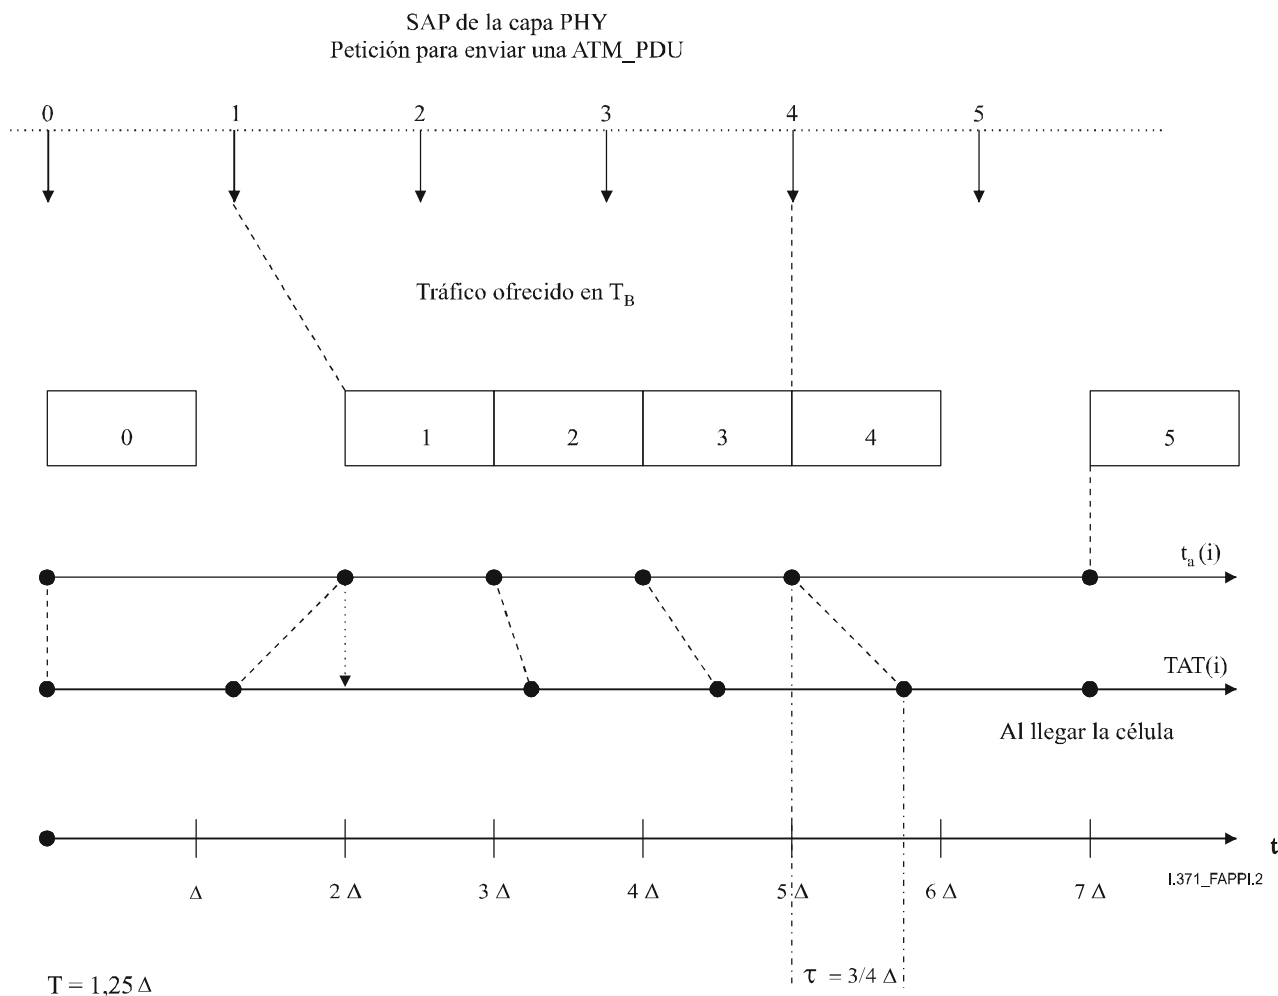 SAP de la capa PHY
Petición para enviar una ATM_PDU
0 1 2 3 4 5
Tráfico ofrecido en T_B
0 1 2 3 4 5
t_a (i)
TAT(i)
Al llegar la célula
t
Δ 2 Δ 3 Δ 4 Δ 5 Δ 6 Δ 7 Δ
I.371_FAPPI.2
T = 1,25 Δ
τ = 3/4 Δ